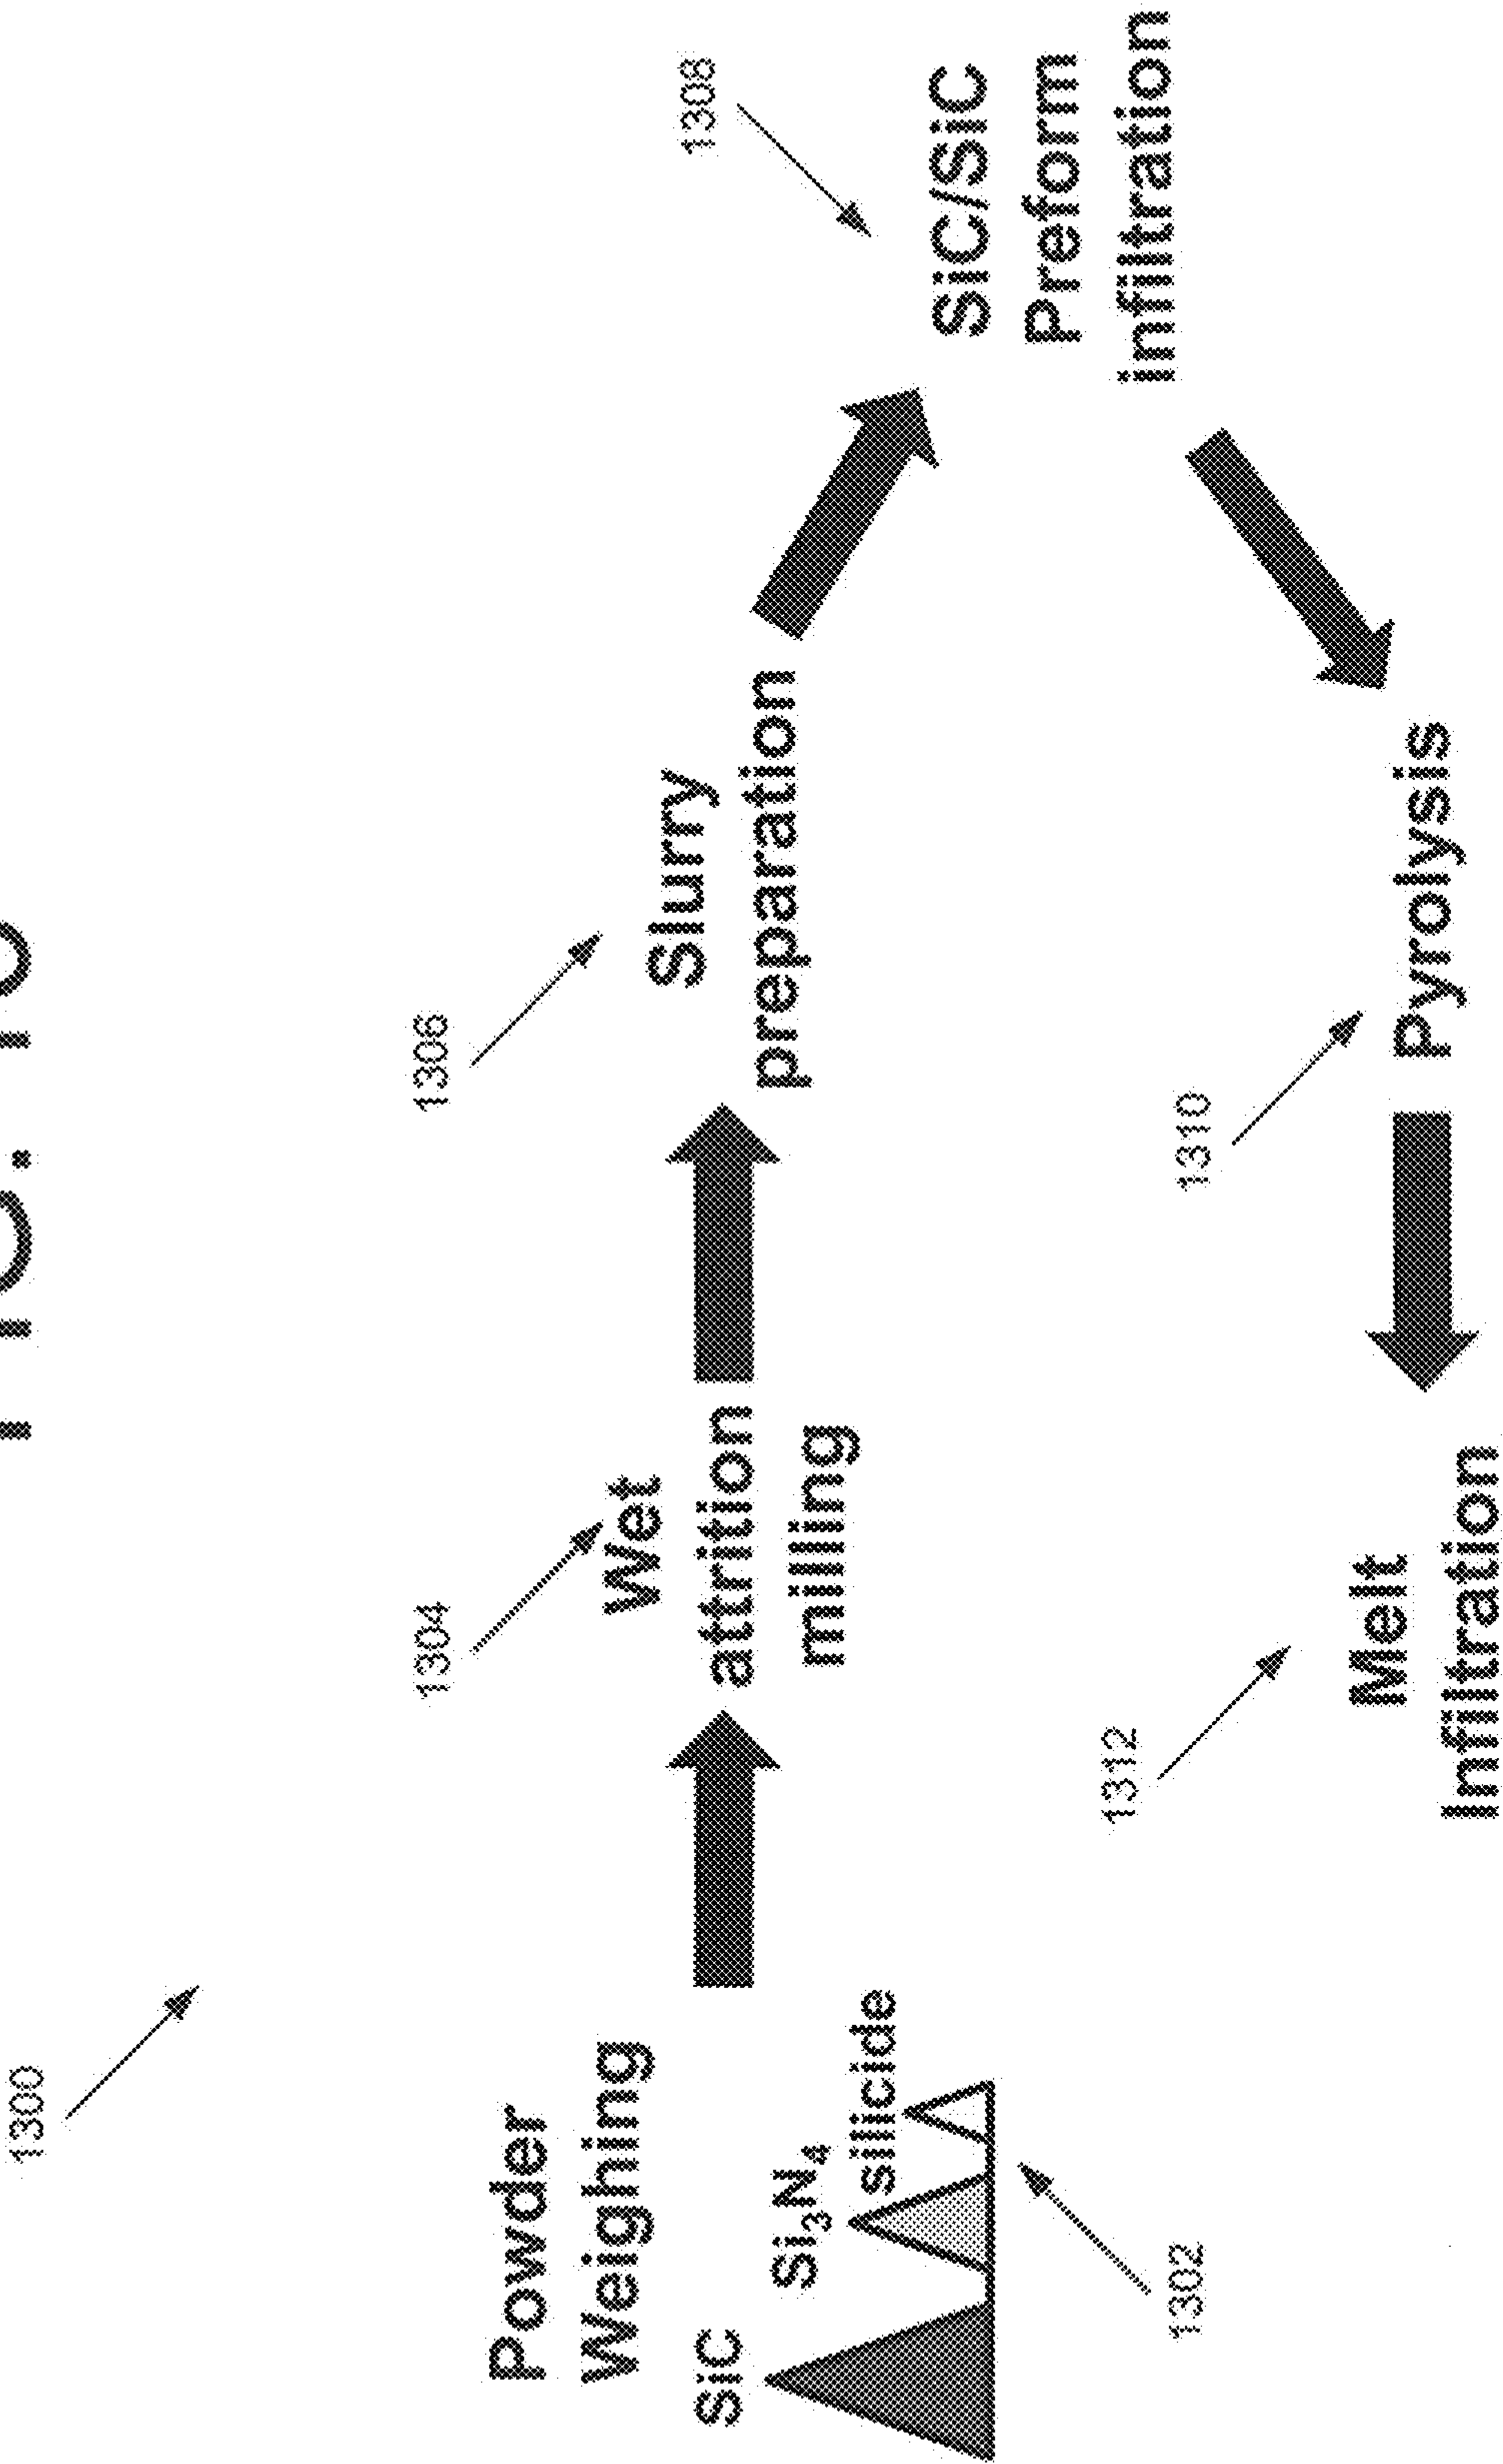 1300
1304
1306
1308
Powder
Weighing
SiC
Si₃N₄
silicide
1302
Wet
attrition
milling
Slurry
preparation
SiC/SiC
Preform
infiltration
1310
Pyrolysis
1312
Melt
Infiltration